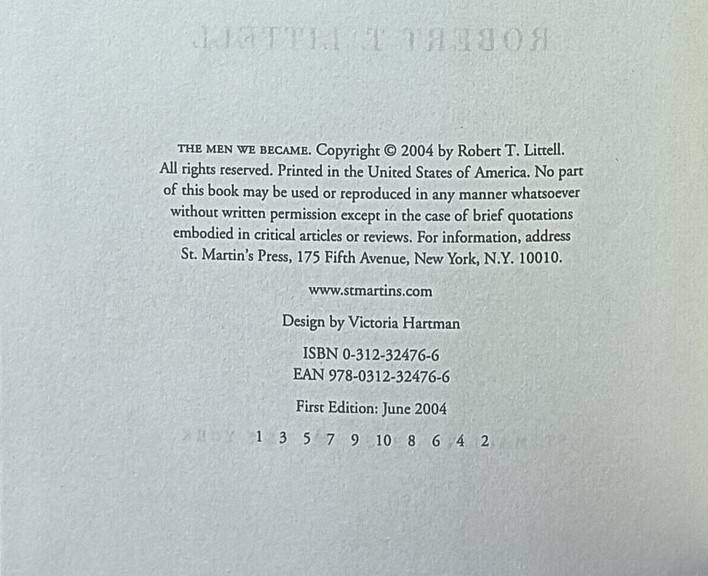 ROBERT T. LITTELL
THE MEN WE BECAME. Copyright © 2004 by Robert T. Littell.
All rights reserved. Printed in the United States of America. No part
of this book may be used or reproduced in any manner whatsoever
without written permission except in the case of brief quotations
embodied in critical articles or reviews. For information, address
St. Martin's Press, 175 Fifth Avenue, New York, N.Y. 10010.
www.stmartins.com
Design by Victoria Hartman
ISBN 0-312-32476-6
EAN 978-0312-32476-6
First Edition: June 2004
1 3 5 7 9 10 8 6 4 2